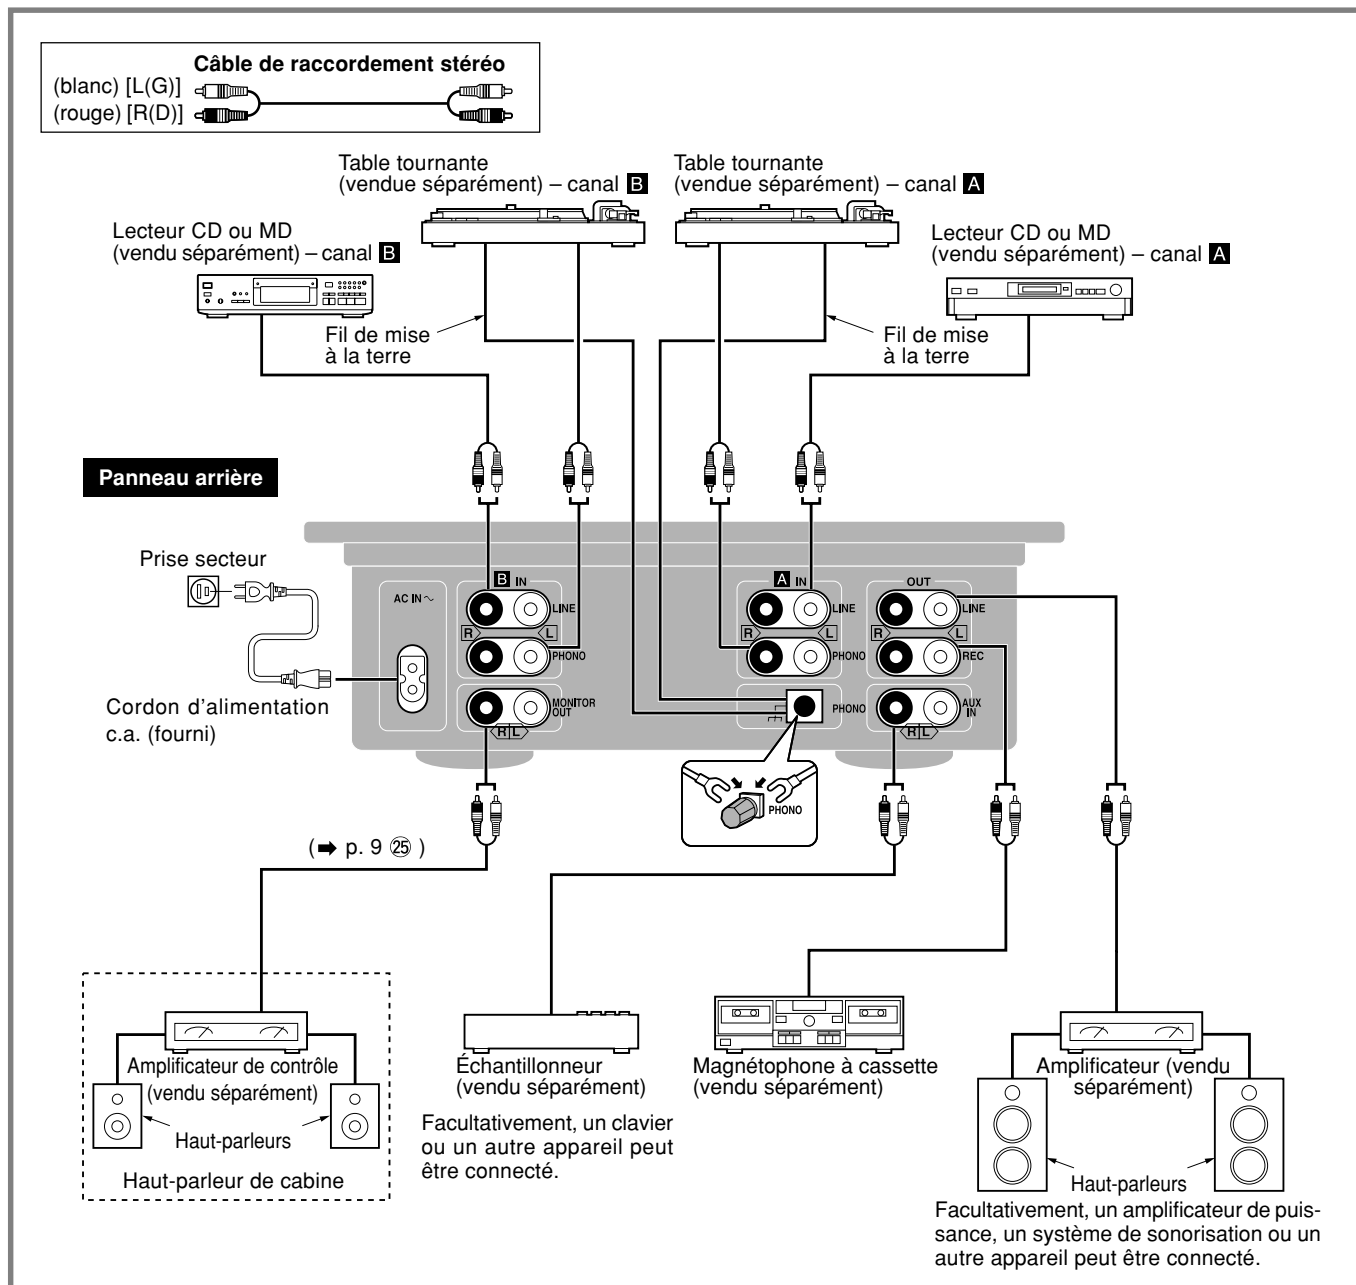 Câble de raccordement stéréo
(blanc) [L(G)]
(rouge) [R(D)]
Table tournante
(vendue séparément) – canal B
Table tournante
(vendue séparément) – canal A
Lecteur CD ou MD
(vendu séparément) – canal B
Lecteur CD ou MD
(vendu séparément) – canal A
Fil de mise
à la terre
Fil de mise
à la terre
Panneau arrière
Prise secteur
Cordon d'alimentation
c.a. (fourni)
AC IN ~
B IN
LINE
R L
PHONO
MONITOR
OUT
R L
A IN
LINE
R L
PHONO
PHONO
OUT
LINE
R L
REC
AUX
IN
R L
PHONO
(➡ p. 9 ㉕ )
Amplificateur de contrôle
(vendu séparément)
Haut-parleurs
Haut-parleur de cabine
Échantillonneur
(vendu séparément)
Facultativement, un clavier
ou un autre appareil peut
être connecté.
Magnétophone à cassette
(vendu séparément)
Amplificateur (vendu
séparément)
Haut-parleurs
Facultativement, un amplificateur de puis-
sance, un système de sonorisation ou un
autre appareil peut être connecté.